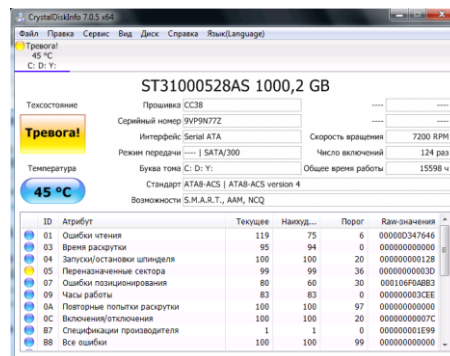 CrystalDiskInfo 7.0.5 x64
Файл Правка Сервис Вид Диск Справка Язык(Language)
Тревога!
45 °C
C: D: Y:
ST31000528AS 1000,2 GB
Техсостояние
Тревога!
Температура
45 °C
Прошивка CC38 ---- ----
Серийный номер 9VP9N77Z ---- ----
Интерфейс Serial ATA Скорость вращения 7200 RPM
Режим передачи ---- | SATA/300 Число включений 124 раз
Буква тома C: D: Y: Общее время работы 15598 ч
Стандарт ATA8-ACS | ATA8-ACS version 4
Возможности S.M.A.R.T., AAM, NCQ
ID Атрибут Текущее Наихуд... Порог Raw-значения
01 Ошибки чтения 119 75 6 00000D347646
03 Время раскрутки 95 94 0 000000000000
04 Запуски/остановки шпинделя 100 100 20 000000000128
05 Переназначенные сектора 99 99 36 00000000003D
07 Ошибки позиционирования 80 60 30 000106F0ABB3
09 Часы работы 83 83 0 000000003CEE
0A Повторные попытки раскрутки 100 100 97 000000000000
0C Включения/отключения 100 100 20 00000000007C
B7 Спецификации производителя 1 1 0 000000001E99
B8 Все ошибки 100 100 99 000000000000